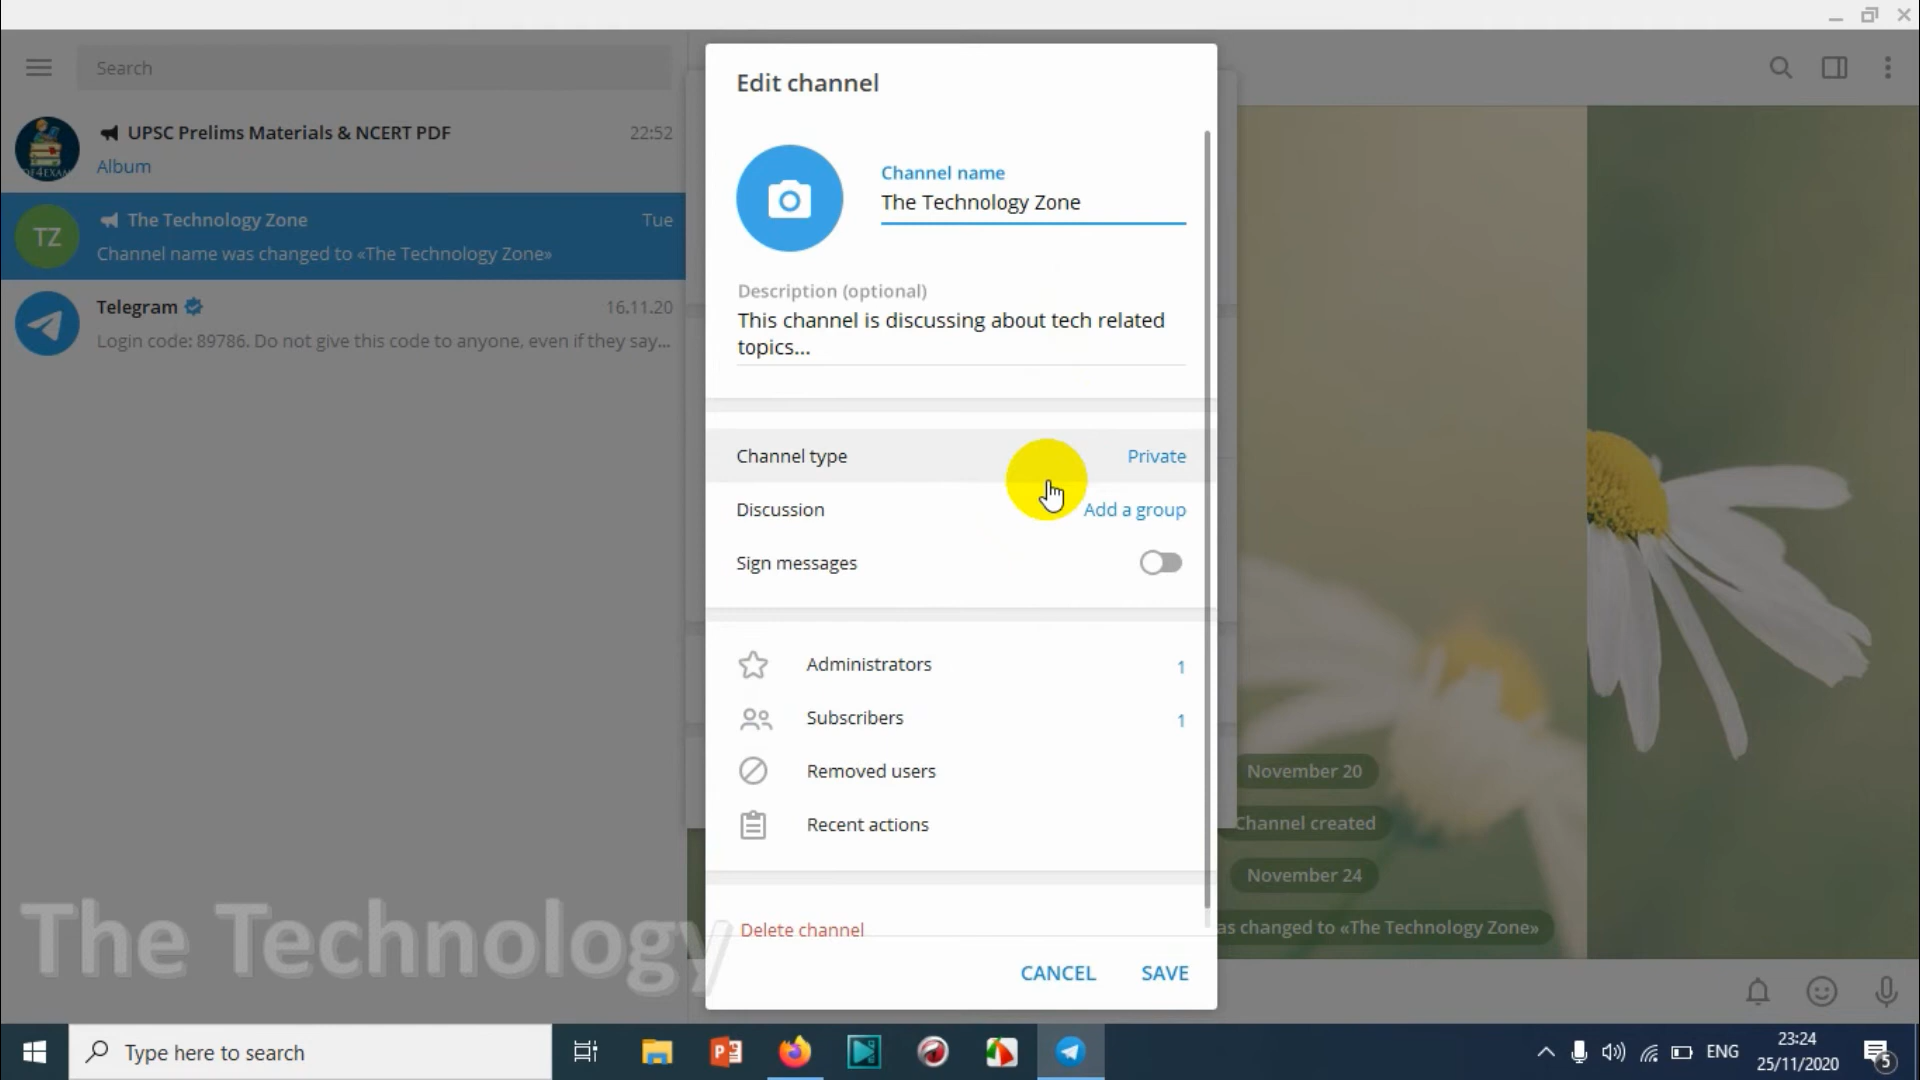 Search
UPSC Prelims Materials & NCERT PDF
22:52
Album
TZ
The Technology Zone
Tue
Channel name was changed to «The Technology Zone»
Telegram
16.11.20
Login code: 89786. Do not give this code to anyone, even if they say...
Edit channel
Channel name
The Technology Zone
Description (optional)
This channel is discussing about tech related
topics...
Channel type
Private
Discussion
Add a group
Sign messages
Administrators
1
Subscribers
1
Removed users
Recent actions
Delete channel
CANCEL
SAVE
November 20
Channel created
November 24
as changed to «The Technology Zone»
The Technology
Type here to search
ENG
23:24
25/11/2020
5